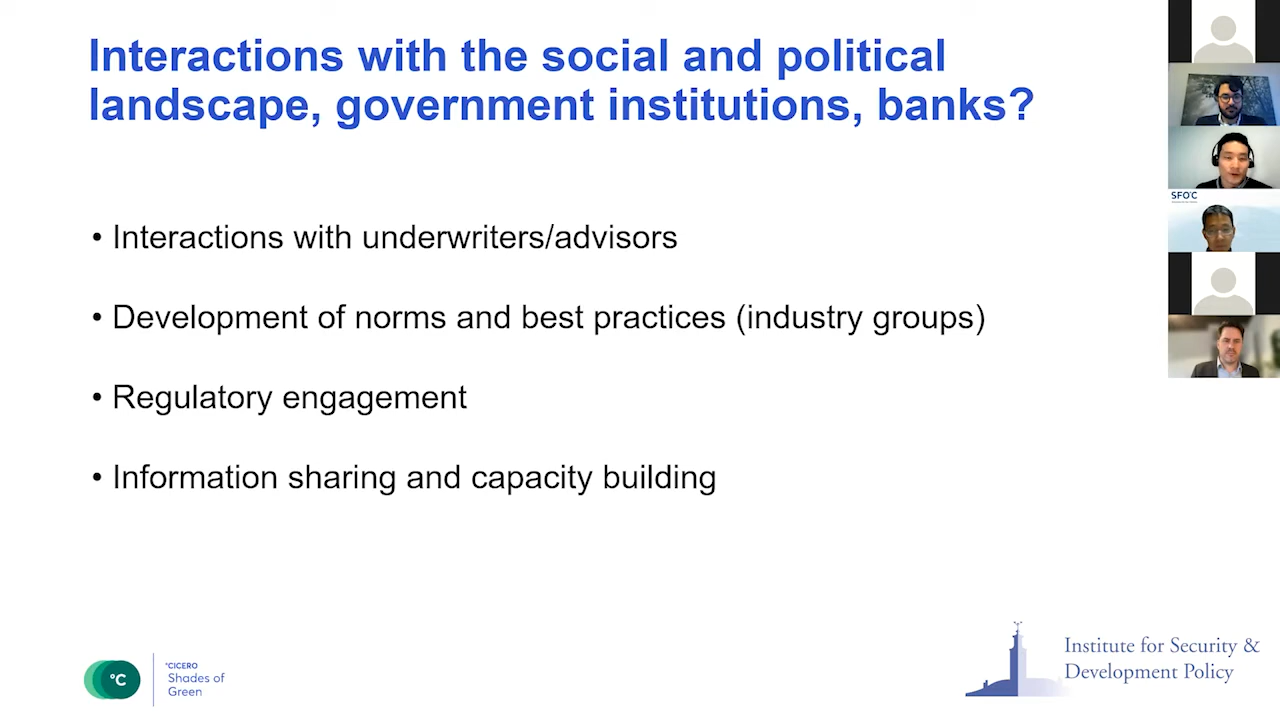 Interactions with the social and political
landscape, government institutions, banks?
• Interactions with underwriters/advisors
• Development of norms and best practices (industry groups)
• Regulatory engagement
• Information sharing and capacity building
SFOC
°C
°CICERO
Shades of
Green
Institute for Security &
Development Policy